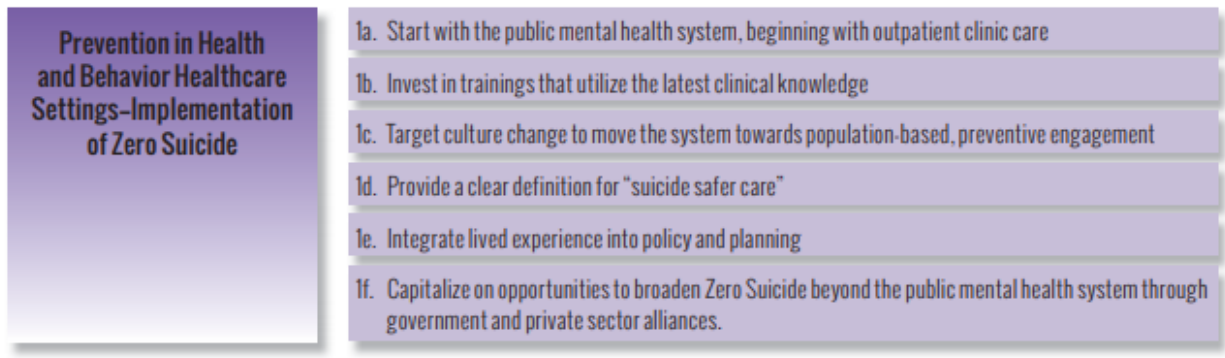 Prevention in Health
and Behavior Healthcare
Settings–Implementation
of Zero Suicide
1a. Start with the public mental health system, beginning with outpatient clinic care
1b. Invest in trainings that utilize the latest clinical knowledge
1c. Target culture change to move the system towards population-based, preventive engagement
1d. Provide a clear definition for “suicide safer care”
1e. Integrate lived experience into policy and planning
1f. Capitalize on opportunities to broaden Zero Suicide beyond the public mental health system through
government and private sector alliances.